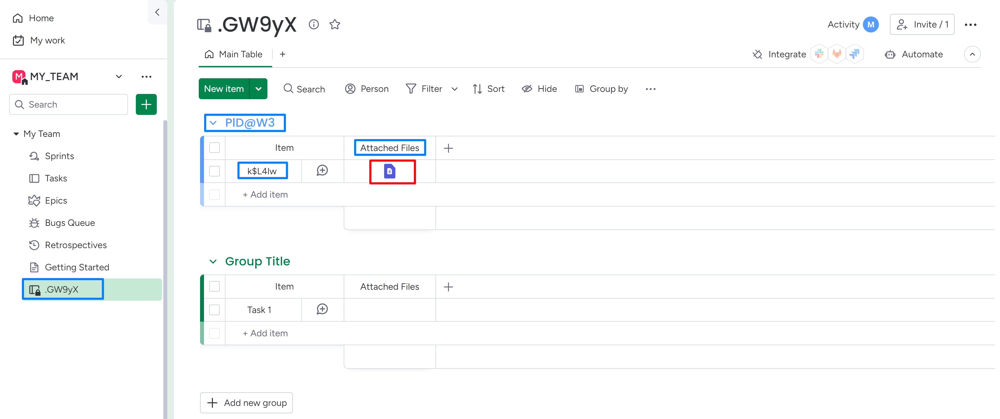 Home
My work
M MY_TEAM
Search
My Team
Sprints
Tasks
Epics
Bugs Queue
Retrospectives
Getting Started
.GW9yX
.GW9yX
Activity M Invite / 1
Main Table
Integrate Automate
New item Search Person Filter Sort Hide Group by
PlD@W3
Item Attached Files
k$L4lw
+ Add item
Group Title
Item Attached Files
Task 1
+ Add item
Add new group